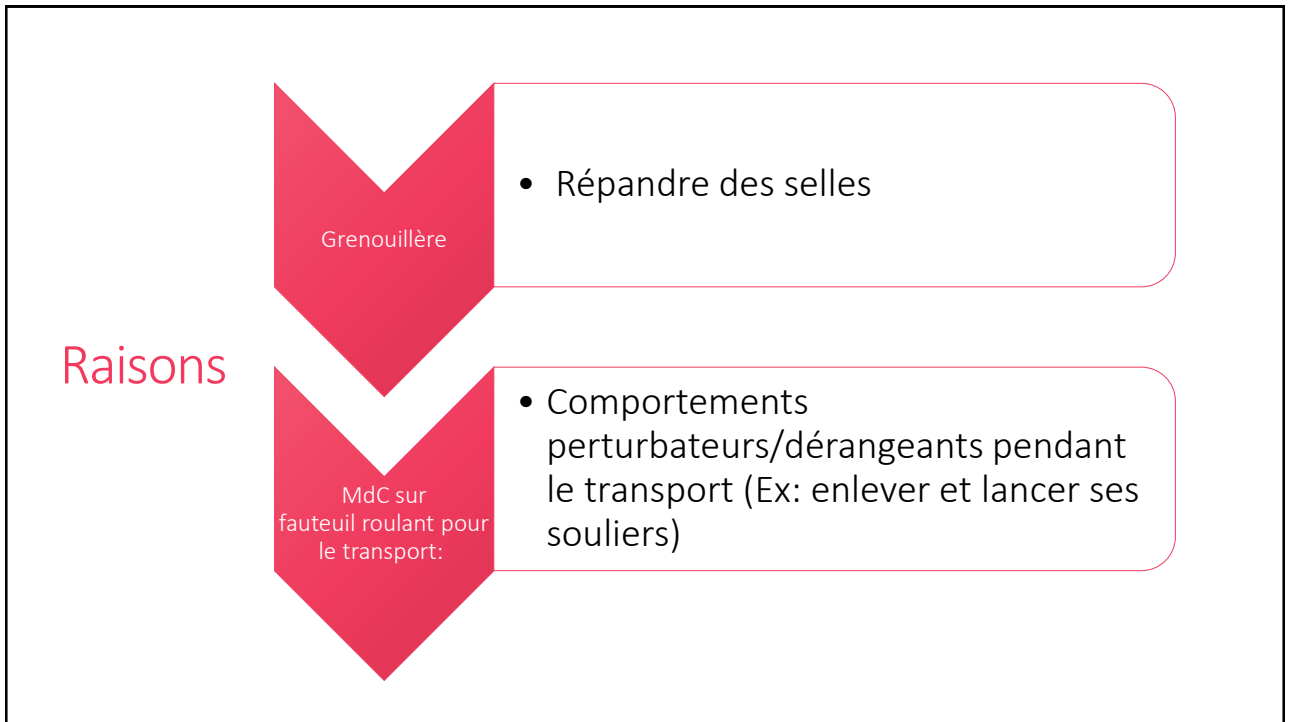 Raisons
Grenouillère
• Répandre des selles
MdC sur
fauteuil roulant pour
le transport:
• Comportements
perturbateurs/dérangeants pendant
le transport (Ex: enlever et lancer ses
souliers)